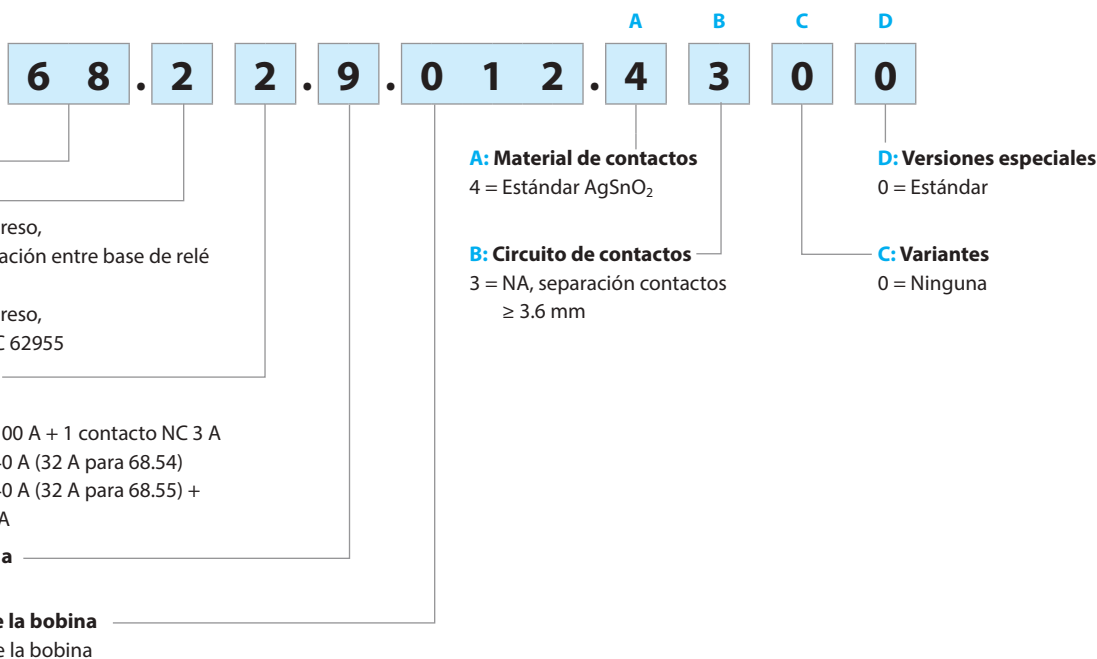 A B C D
6 8 . 2 2 . 9 . 0 1 2 . 4 3 0 0
A: Material de contactos
4 = Estándar AgSnO₂
B: Circuito de contactos
3 = NA, separación contactos
≥ 3.6 mm
D: Versiones especiales
0 = Estándar
C: Variantes
0 = Ninguna
reso,
ación entre base de relé
reso,
C 62955
00 A + 1 contacto NC 3 A
0 A (32 A para 68.54)
0 A (32 A para 68.55) +
A
a
e la bobina
e la bobina